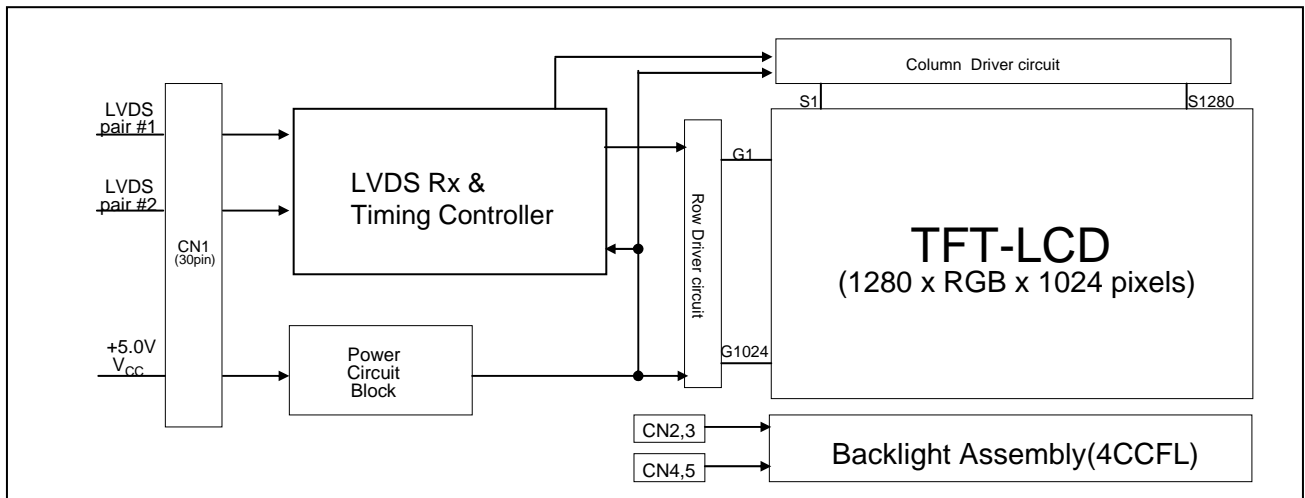 Column  Driver circuit
S1
S1280
LVDS
pair #1
LVDS
pair #2
CN1
(30pin)
LVDS Rx &
Timing Controller
Row Driver circuit
G1
G1024
TFT-LCD
(1280 x RGB x 1024 pixels)
+5.0V
VCC
Power
Circuit
Block
CN2,3
CN4,5
Backlight Assembly(4CCFL)